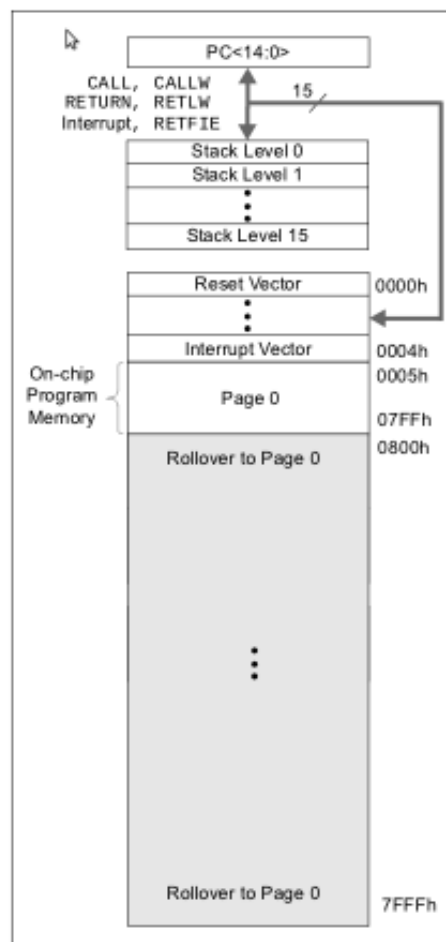 PC<14:0>
CALL, CALLW
RETURN, RETLW
Interrupt, RETFIE
15
Stack Level 0
Stack Level 1
Stack Level 15
Reset Vector
0000h
Interrupt Vector
0004h
On-chip
Program
Memory
0005h
Page 0
07FFh
Rollover to Page 0
0800h
Rollover to Page 0
7FFFh